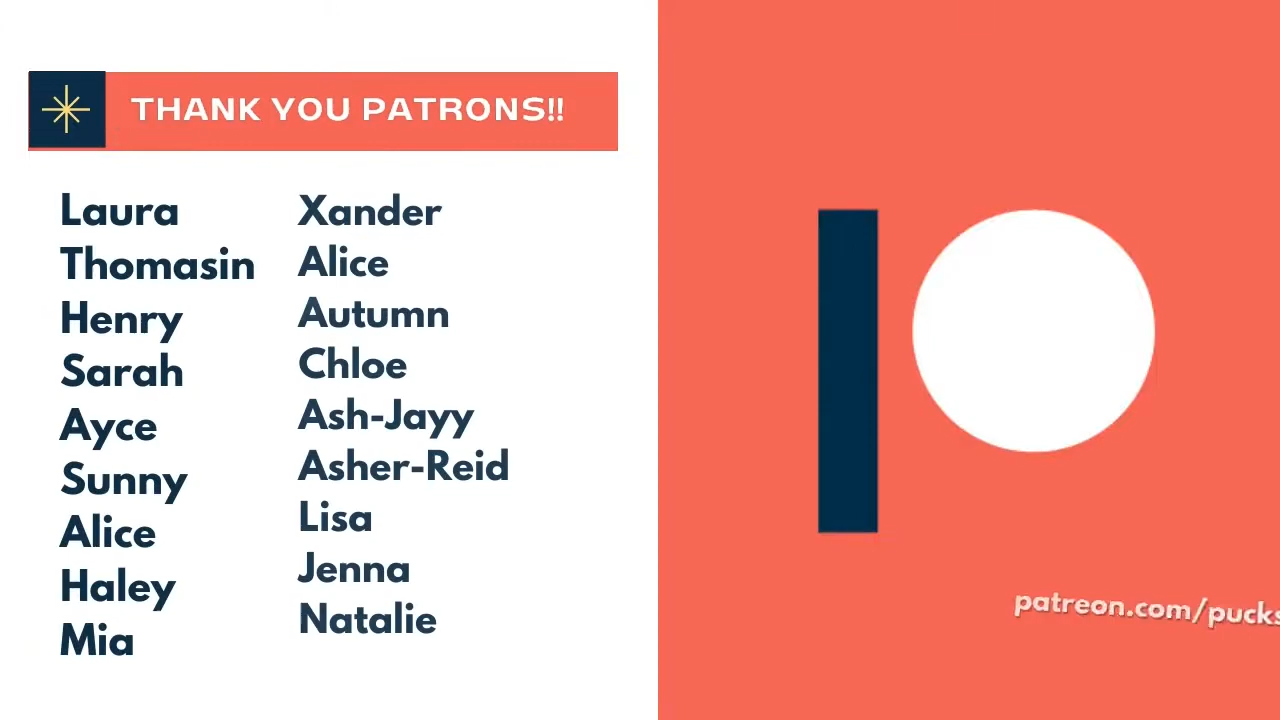 THANK YOU PATRONS!!
Laura
Thomasin
Henry
Sarah
Ayce
Sunny
Alice
Haley
Mia
Xander
Alice
Autumn
Chloe
Ash-Jayy
Asher-Reid
Lisa
Jenna
Natalie
patreon.com/pucks